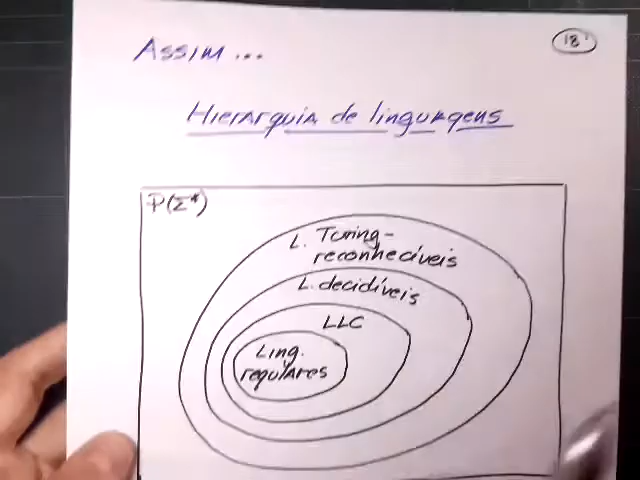 Assim...
18
Hierarquia de linguagens
P(Σ*)
L. Turing-
reconhecíveis
L. decidíveis
LLC
Ling.
regulares